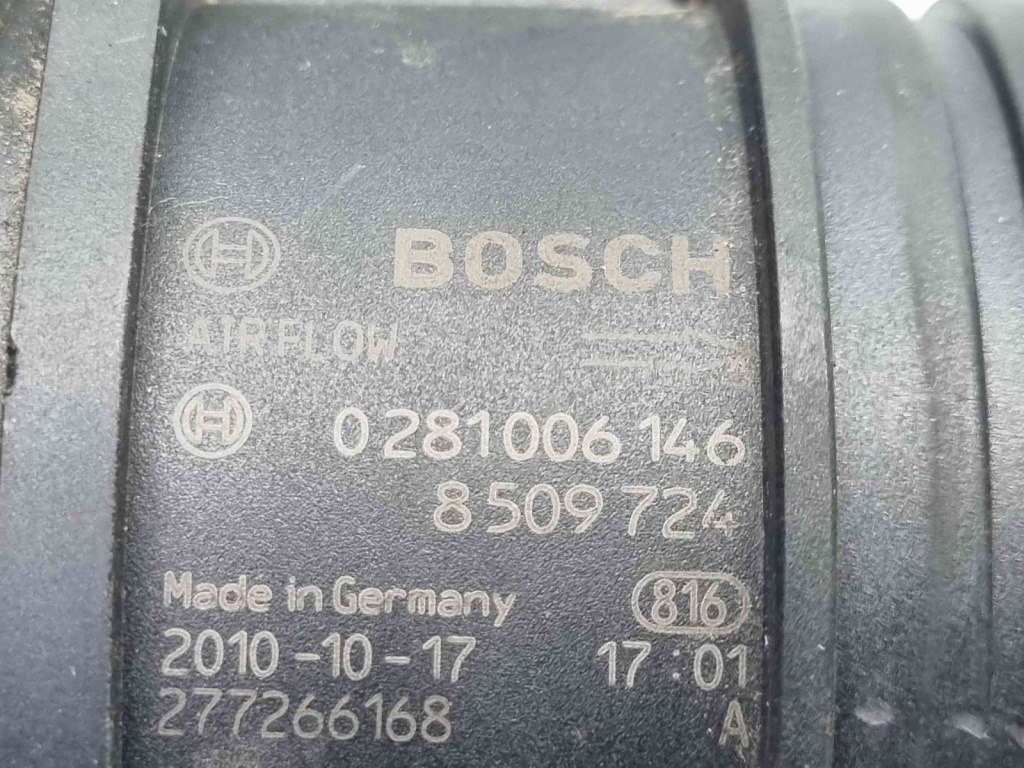 BOSCH
AIRFLOW
0 281 006 146
8 509 724
Made in Germany 816
2010-10-17 17:01
277266168 A